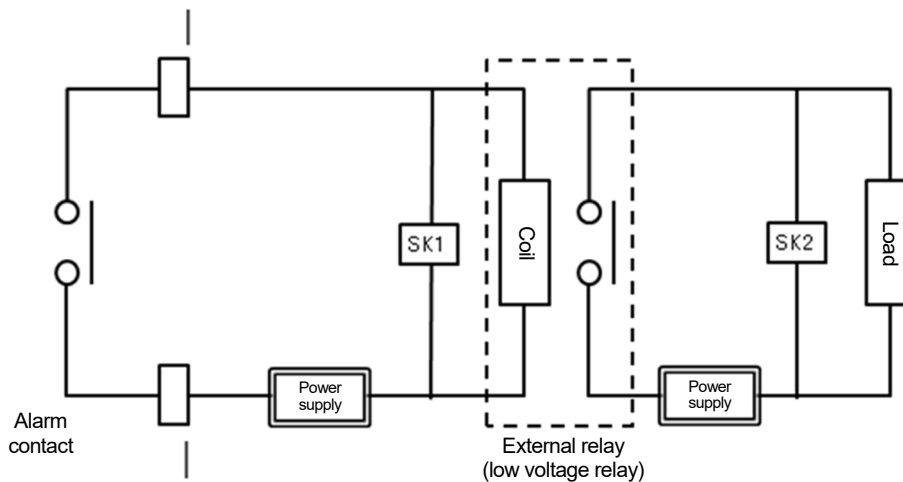 SK1
Coil
SK2
Load
Power
supply
Power
supply
Alarm
contact
External relay
(low voltage relay)